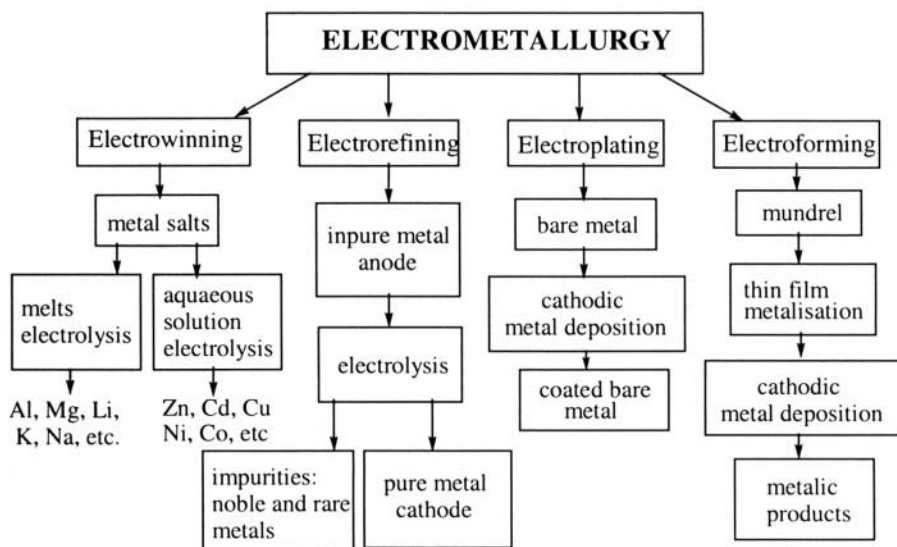 ELECTROMETALLURGY
Electrowinning
Electrorefining
Electroplating
Electroforming
metal salts
inpure metal
anode
bare metal
mundrel
melts
electrolysis
aquaeous
solution
electrolysis
electrolysis
cathodic
metal deposition
thin film
metalisation
Al, Mg, Li,
K, Na, etc.
Zn, Cd, Cu
Ni, Co, etc
coated bare
metal
cathodic
metal deposition
impurities:
noble and rare
metals
pure metal
cathode
metalic
products